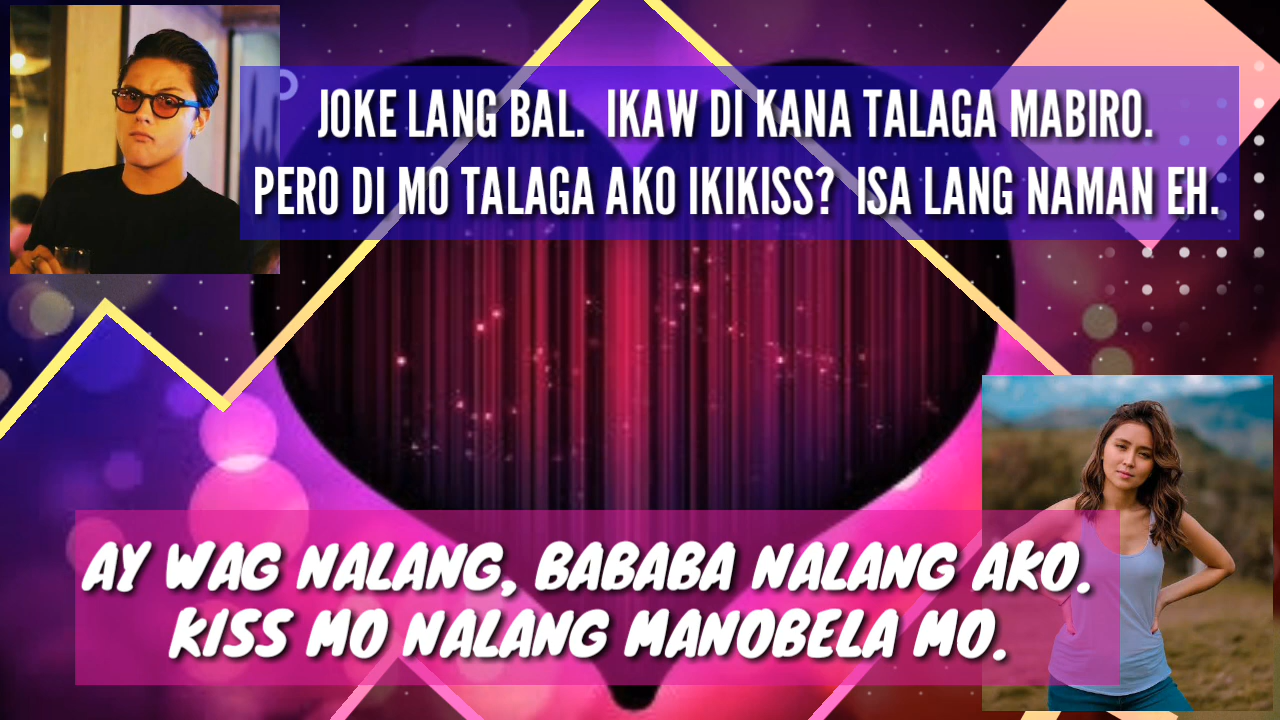 JOKE LANG BAL. IKAW DI KANA TALAGA MABIRO.
PERO DI MO TALAGA AKO IKIKISS? ISA LANG NAMAN EH.
AY WAG NALANG, BABABA NALANG AKO.
KISS MO NALANG MANOBELA MO.